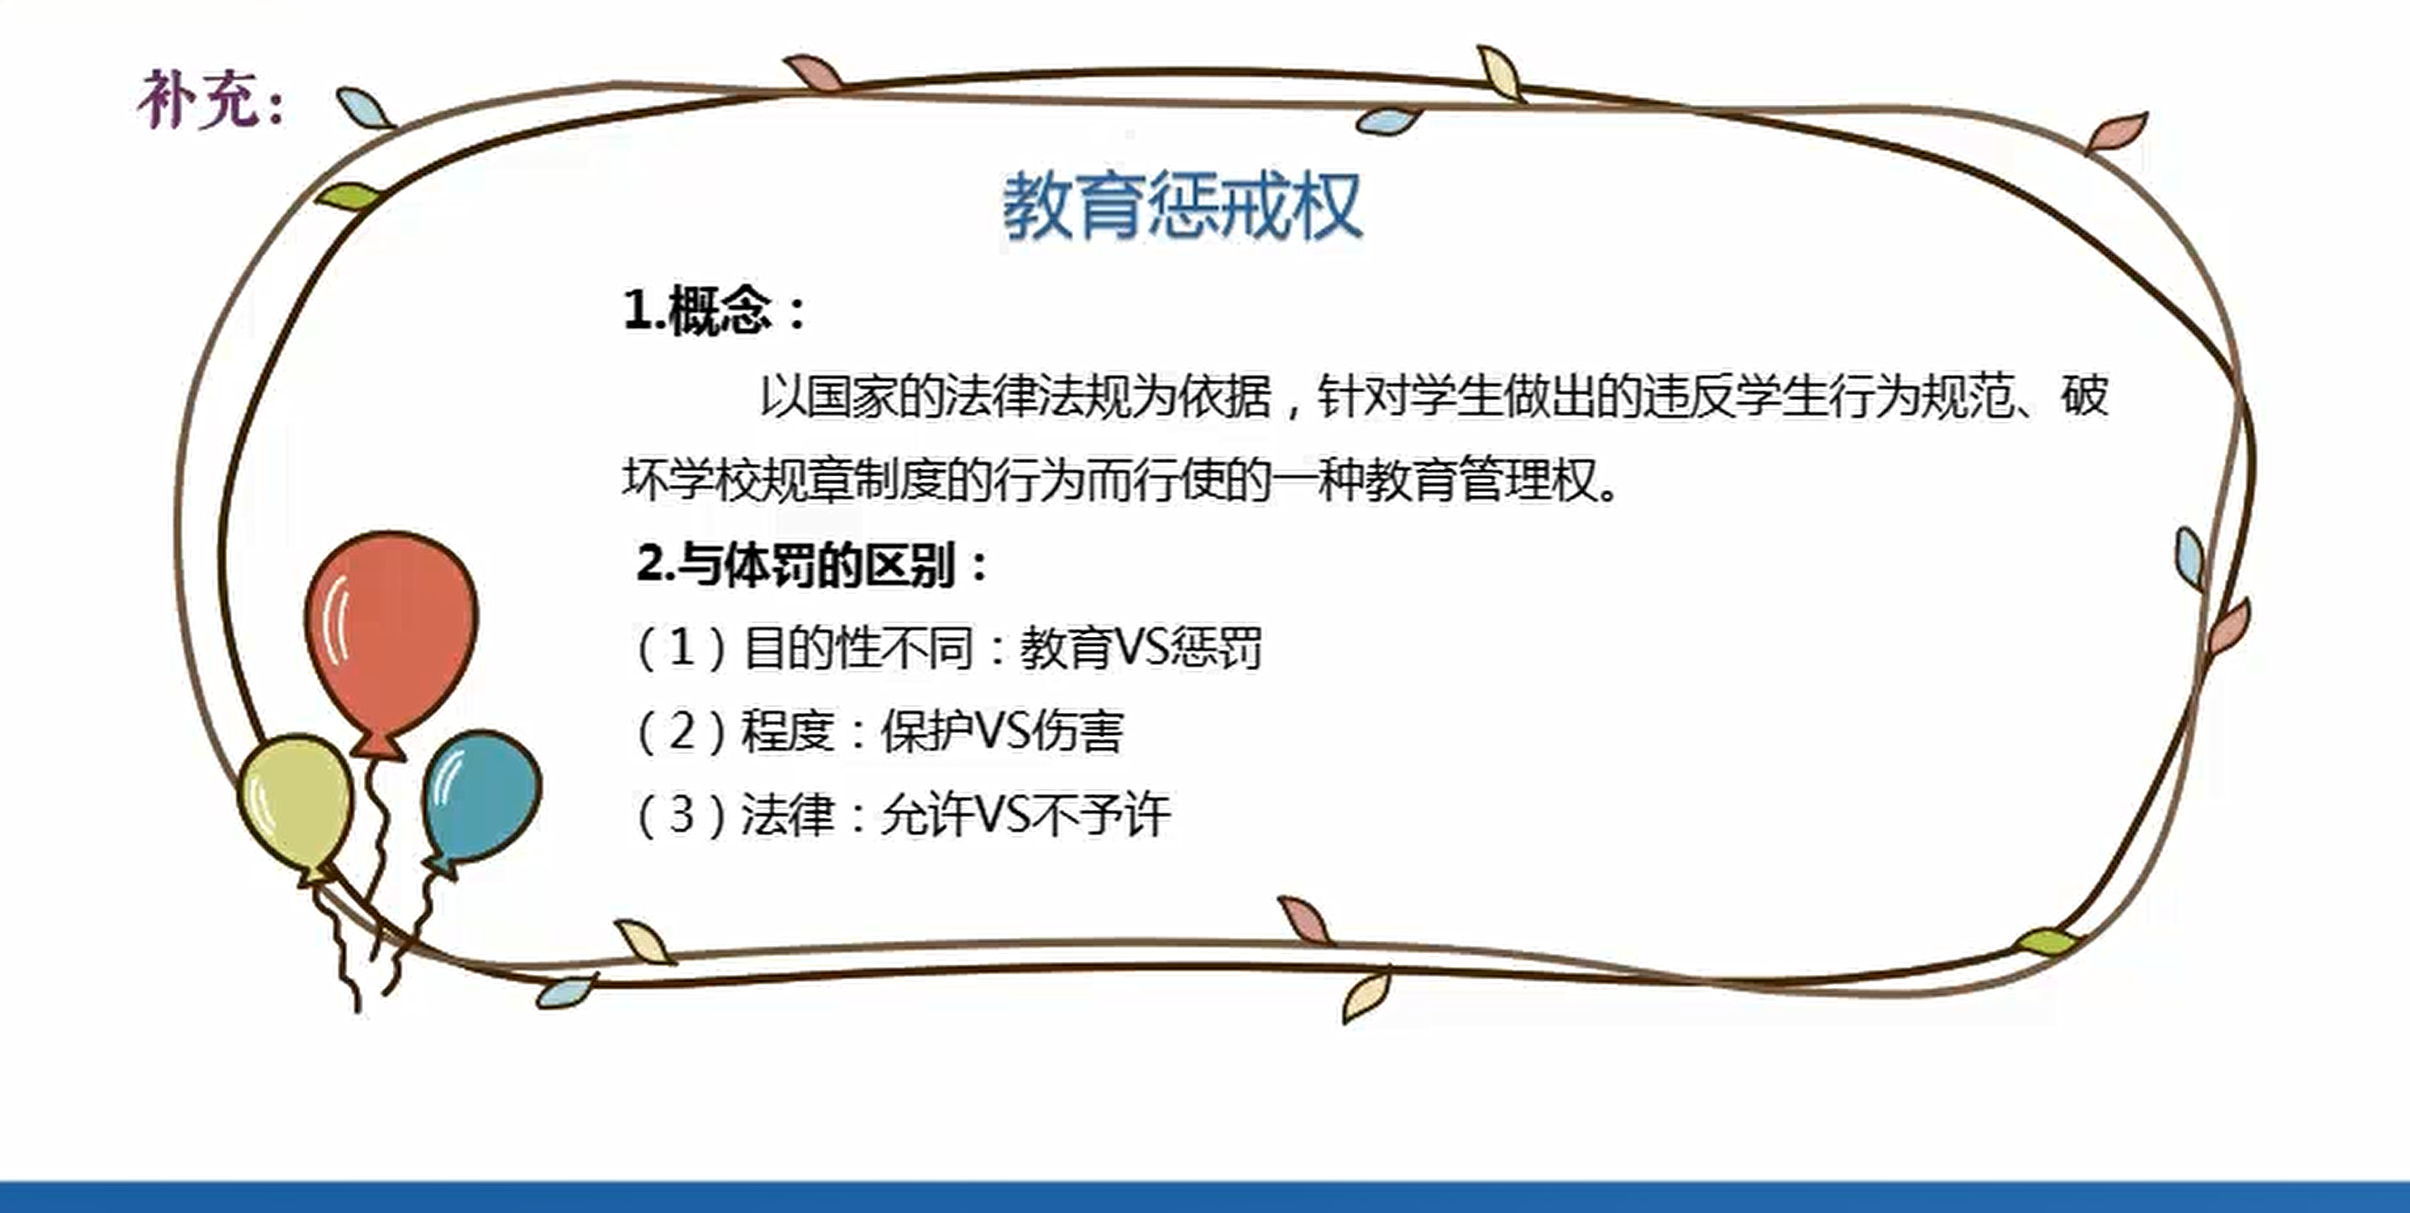 补充：
教育惩戒权
1.概念：
以国家的法律法规为依据，针对学生做出的违反学生行为规范、破
坏学校规章制度的行为而行使的一种教育管理权。
2.与体罚的区别：
（1）目的性不同：教育VS惩罚
（2）程度：保护VS伤害
（3）法律：允许VS不予许